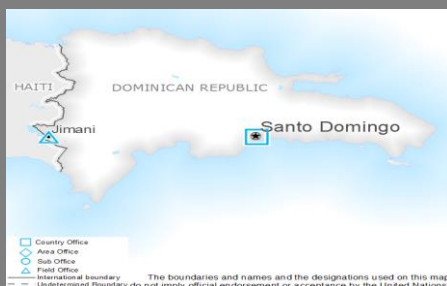 HAITI
DOMINICAN REPUBLIC
Jimani
Santo Domingo
Country Office
Area Office
Sub Office
Field Office
International boundary
The boundaries and names and the designations used on this map
Undetermined Boundary do not imply official endorsement or acceptance by the United Nations